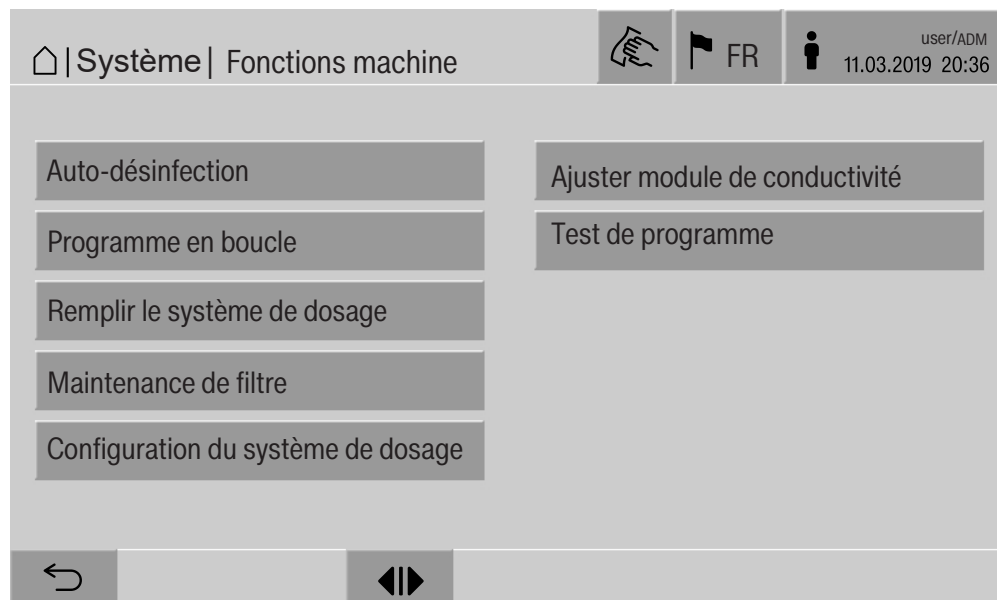 |Système| Fonctions machine
FR
user/ADM
11.03.2019 20:36
Auto-désinfection
Programme en boucle
Remplir le système de dosage
Maintenance de filtre
Configuration du système de dosage
Ajuster module de conductivité
Test de programme